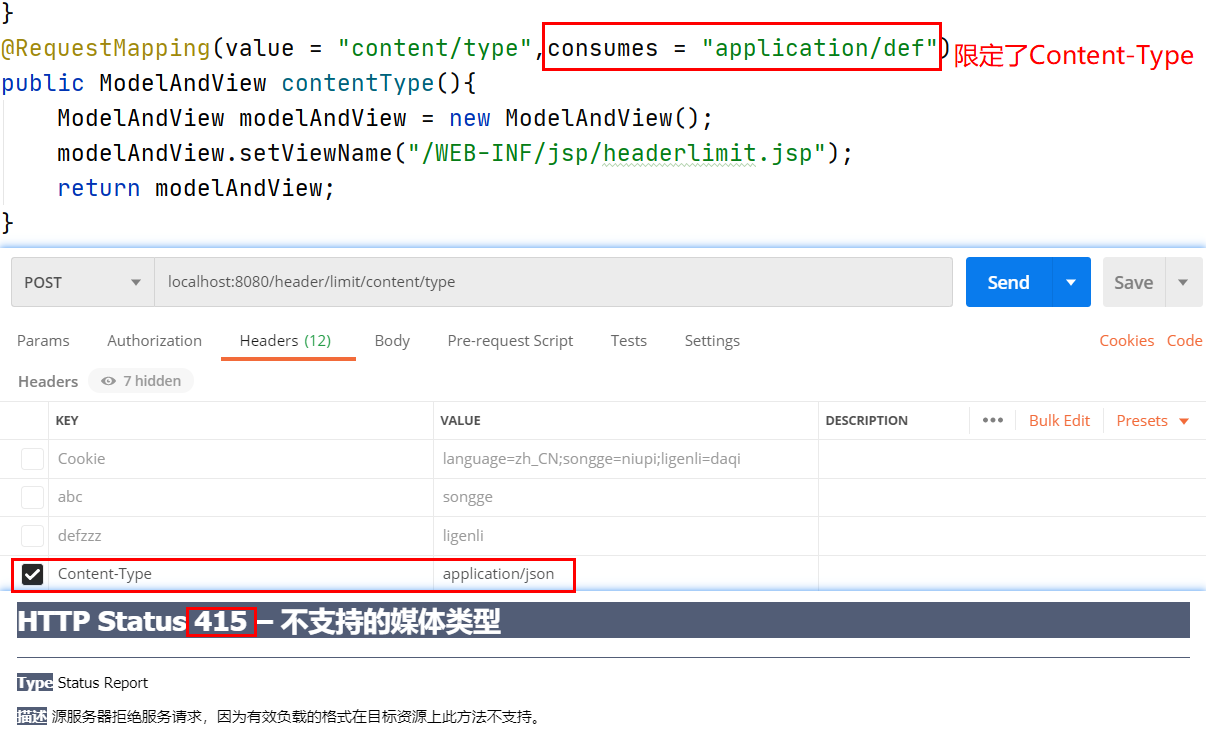 }
@RequestMapping(value = "content/type",consumes = "application/def") 限定了Content-Type
public ModelAndView contentType(){
ModelAndView modelAndView = new ModelAndView();
modelAndView.setViewName("/WEB-INF/jsp/headerlimit.jsp");
return modelAndView;
}
POST localhost:8080/header/limit/content/type Send Save
Params Authorization Headers (12) Body Pre-request Script Tests Settings Cookies Code
Headers 7 hidden
KEY VALUE DESCRIPTION ••• Bulk Edit Presets
Cookie language=zh_CN;songge=niupi;ligenli=daqi
abc songge
defzzz ligenli
Content-Type application/json
HTTP Status 415 – 不支持的媒体类型
Type Status Report
描述 源服务器拒绝服务请求，因为有效负载的格式在目标资源上此方法不支持。